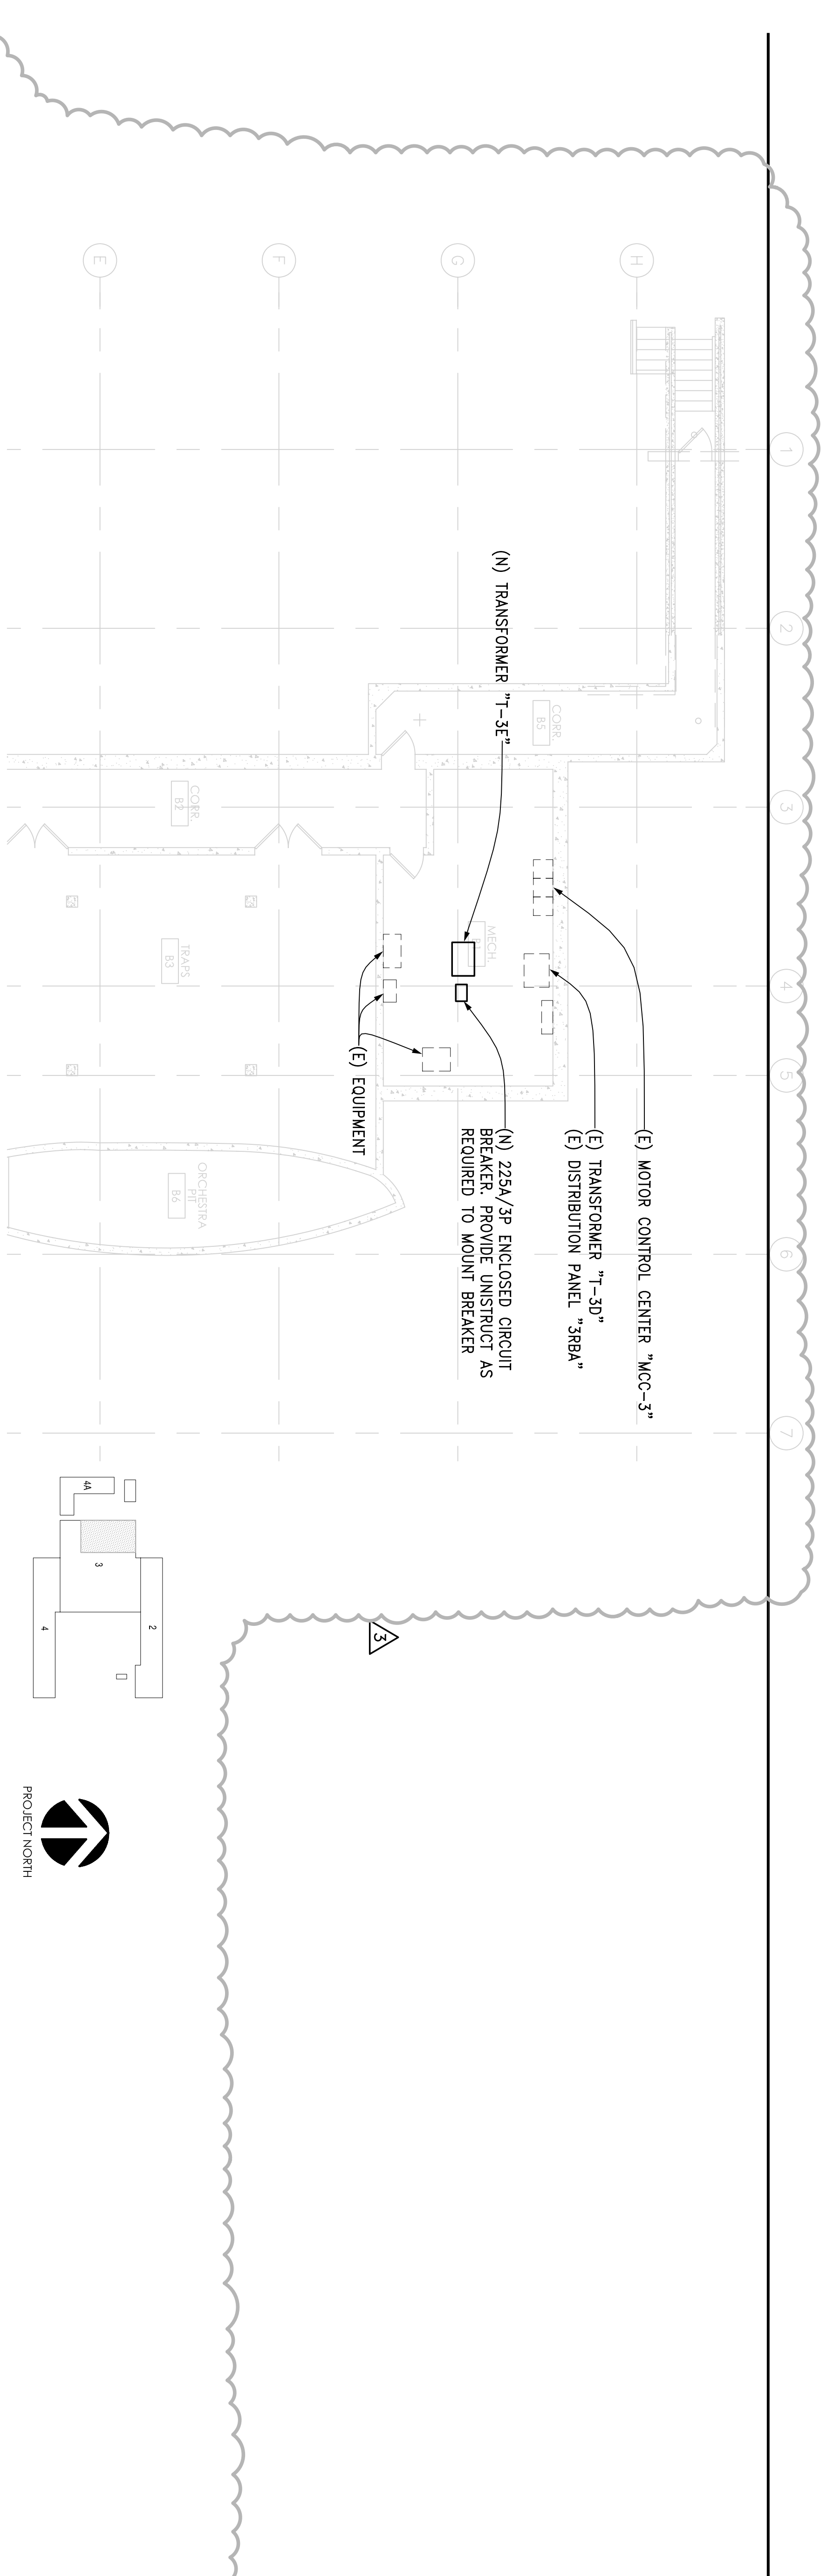 H
G
F
E
1
2
3
4
5
6
7
(N) TRANSFORMER "T-3E"
CORR.
B5
CORR.
B2
MECH.
B1
TRAPS
B3
ORCHESTRA
PIT
B6
(E) MOTOR CONTROL CENTER "MCC-3"
(E) TRANSFORMER "T-3D"
(E) DISTRIBUTION PANEL "3RBA"
(N) 225A/3P ENCLOSED CIRCUIT
BREAKER. PROVIDE UNISTRUCT AS
REQUIRED TO MOUNT BREAKER
(E) EQUIPMENT
3
4A
3
2
4
PROJECT NORTH